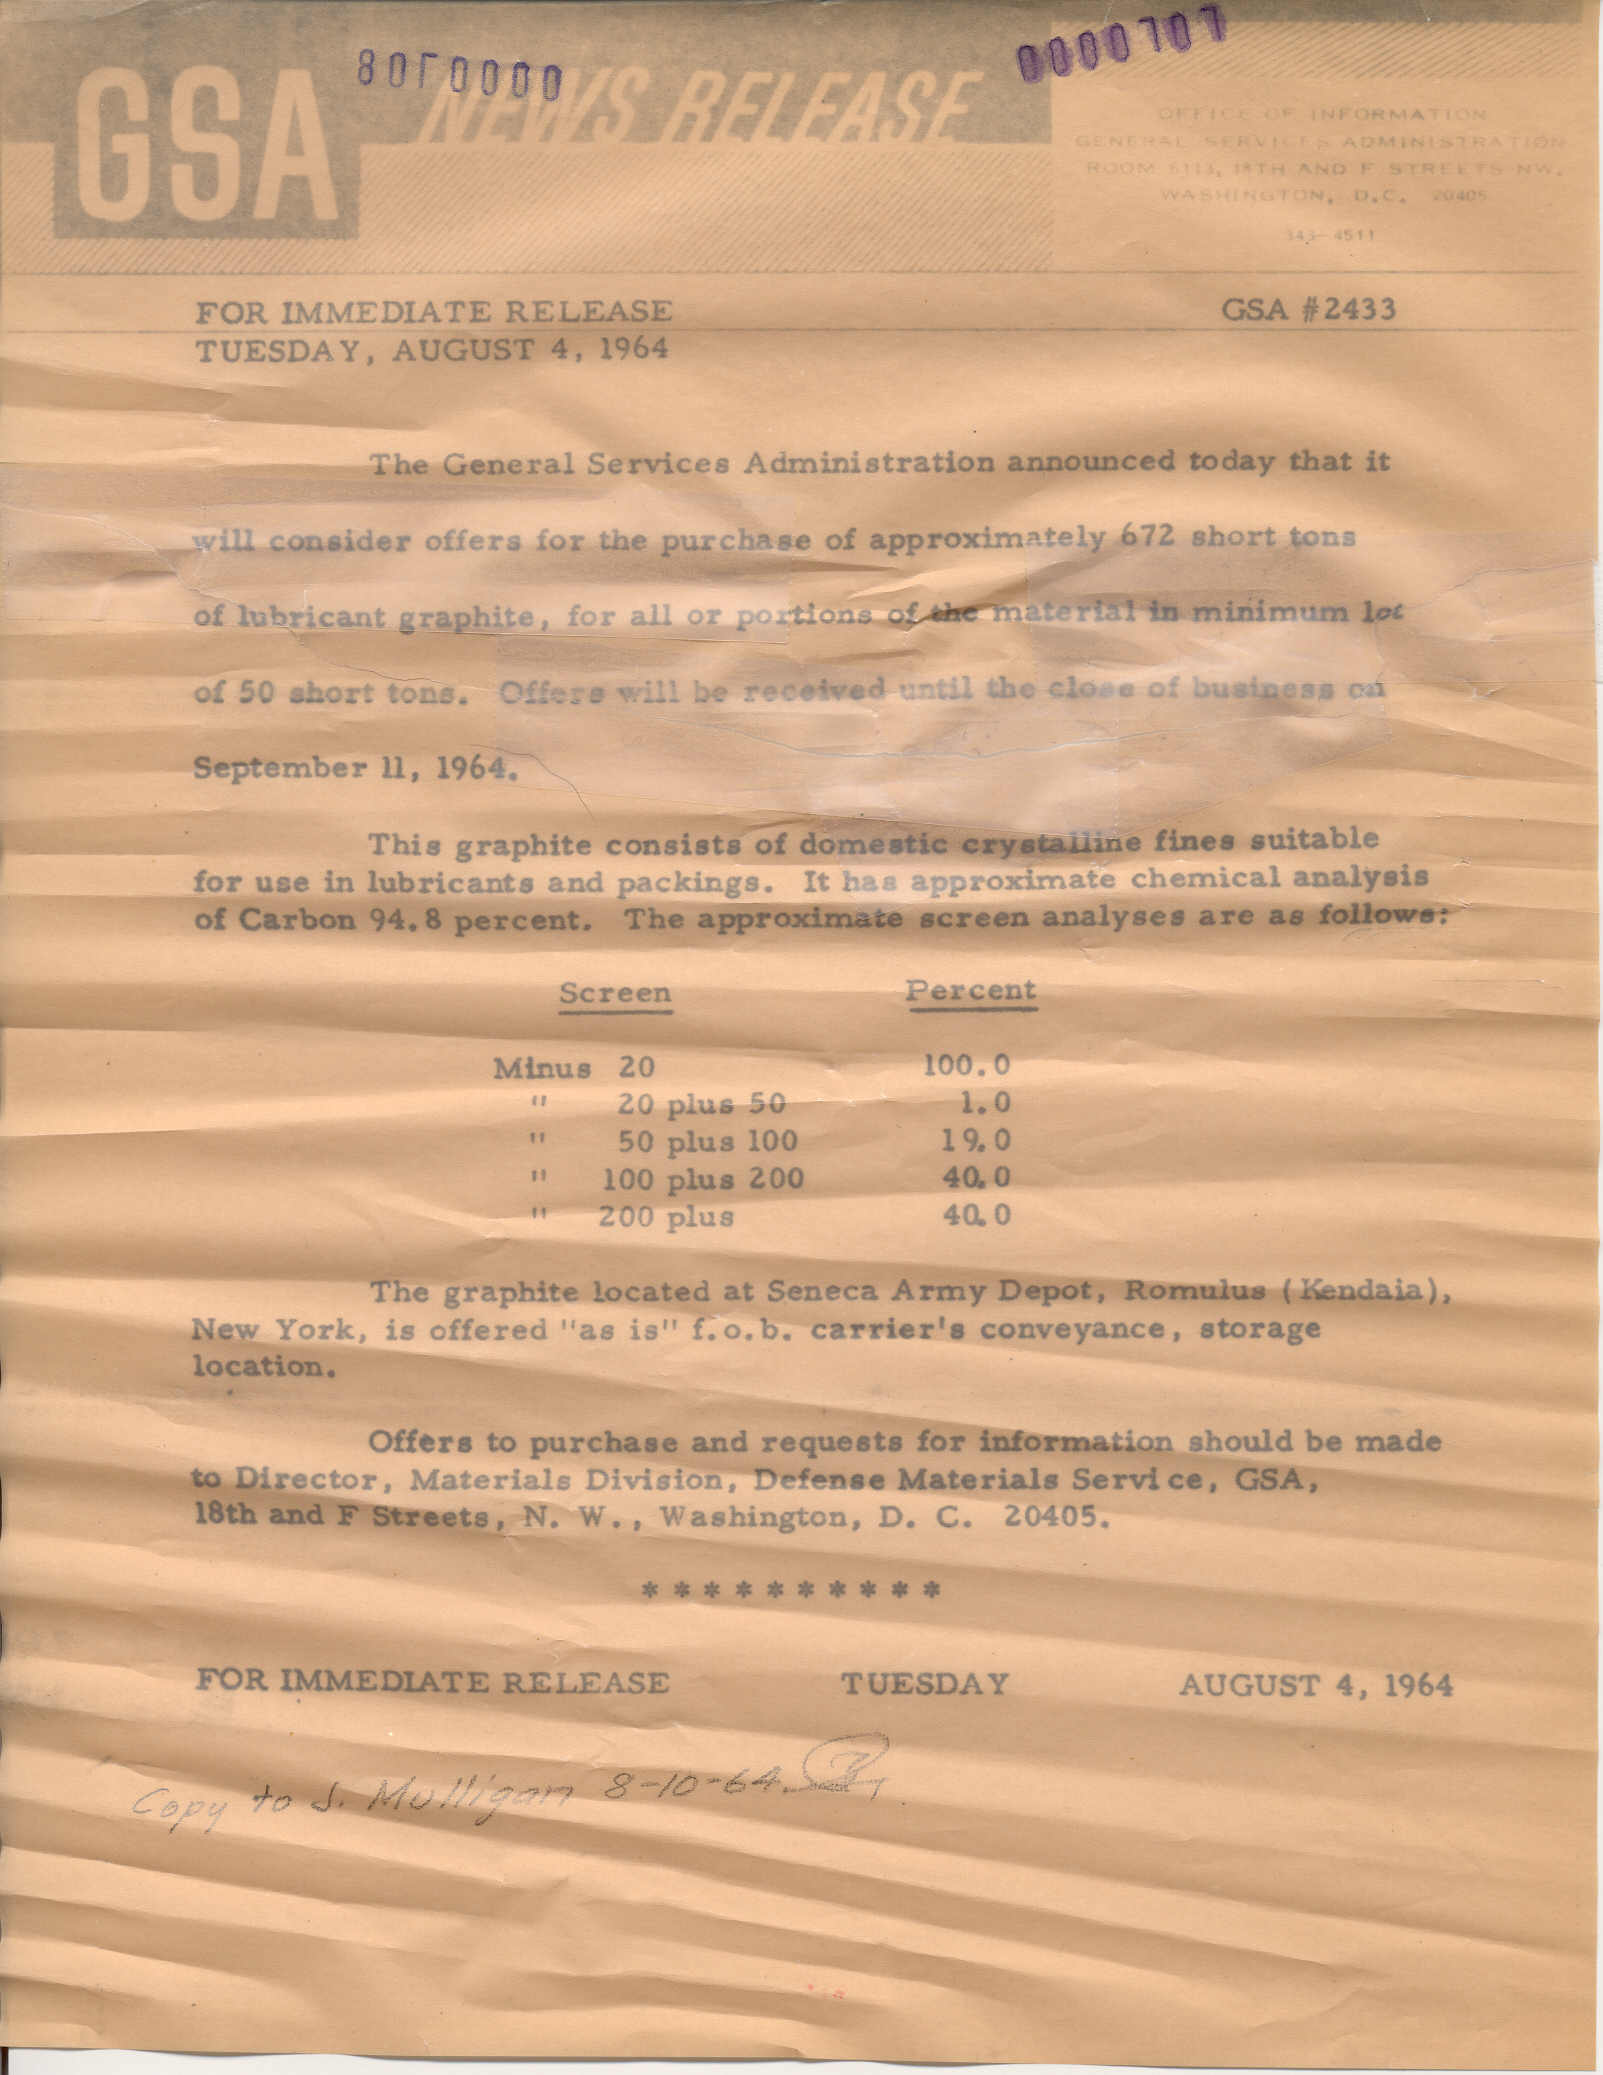 GSA NEWS RELEASE
0000708
0000707
OFFICE OF INFORMATION
GENERAL SERVICES ADMINISTRATION
ROOM 6113, 18TH AND F STREETS NW.
WASHINGTON, D.C. 20405
343-4511
FOR IMMEDIATE RELEASE GSA #2433
TUESDAY, AUGUST 4, 1964
The General Services Administration announced today that it
will consider offers for the purchase of approximately 672 short tons
of lubricant graphite, for all or portions of the material in minimum lot
of 50 short tons. Offers will be received until the close of business on
September 11, 1964.
This graphite consists of domestic crystalline fines suitable
for use in lubricants and packings. It has approximate chemical analysis
of Carbon 94.8 percent. The approximate screen analyses are as follows:
Screen Percent
Minus 20 100.0
" 20 plus 50 1.0
" 50 plus 100 19.0
" 100 plus 200 40.0
" 200 plus 40.0
The graphite located at Seneca Army Depot, Romulus (Kendaia),
New York, is offered "as is" f.o.b. carrier's conveyance, storage
location.
Offers to purchase and requests for information should be made
to Director, Materials Division, Defense Materials Service, GSA,
18th and F Streets, N. W., Washington, D. C. 20405.
* * * * * * * * * *
FOR IMMEDIATE RELEASE TUESDAY AUGUST 4, 1964
Copy to J. Mulligan 8-10-64.